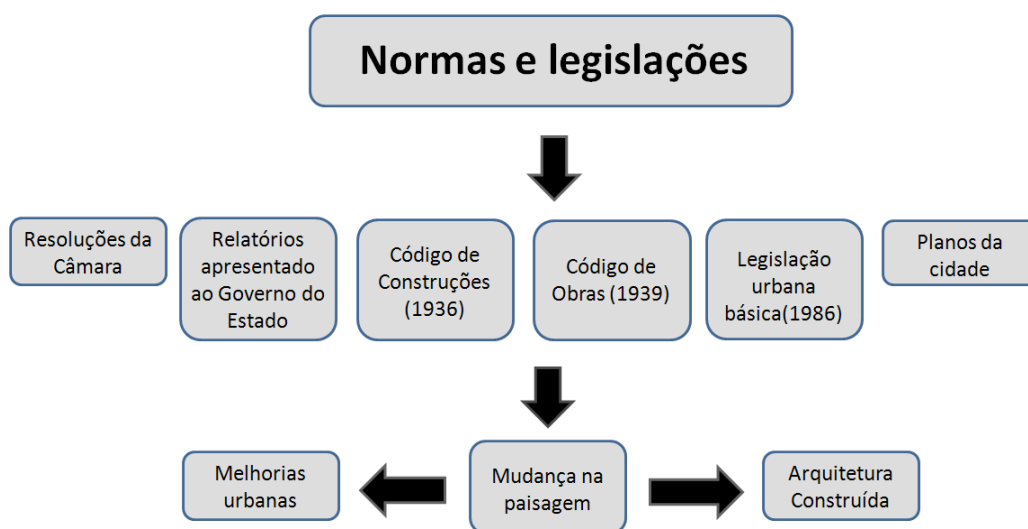 Normas e legislações
Resoluções da
Câmara
Relatórios
apresentado
ao Governo do
Estado
Código de
Construções
(1936)
Código de
Obras (1939)
Legislação
urbana
básica(1986)
Planos da
cidade
Melhorias
urbanas
Mudança na
paisagem
Arquitetura
Construída